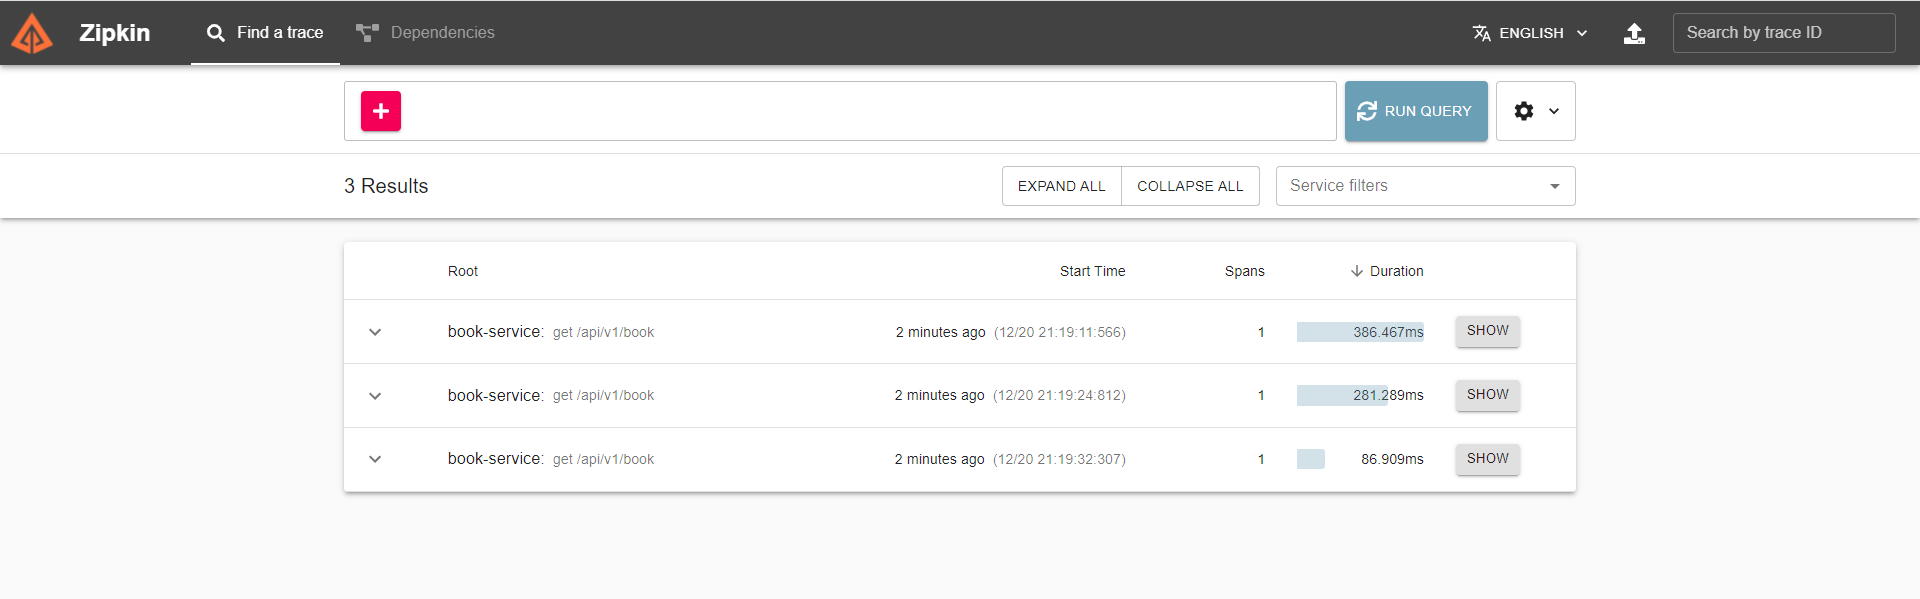 Zipkin Find a trace Dependencies ENGLISH Search by trace ID
RUN QUERY
3 Results EXPAND ALL COLLAPSE ALL Service filters
Root Start Time Spans Duration
book-service: get /api/v1/book 2 minutes ago (12/20 21:19:11:566) 1 386.467ms SHOW
book-service: get /api/v1/book 2 minutes ago (12/20 21:19:24:812) 1 281.289ms SHOW
book-service: get /api/v1/book 2 minutes ago (12/20 21:19:32:307) 1 86.909ms SHOW